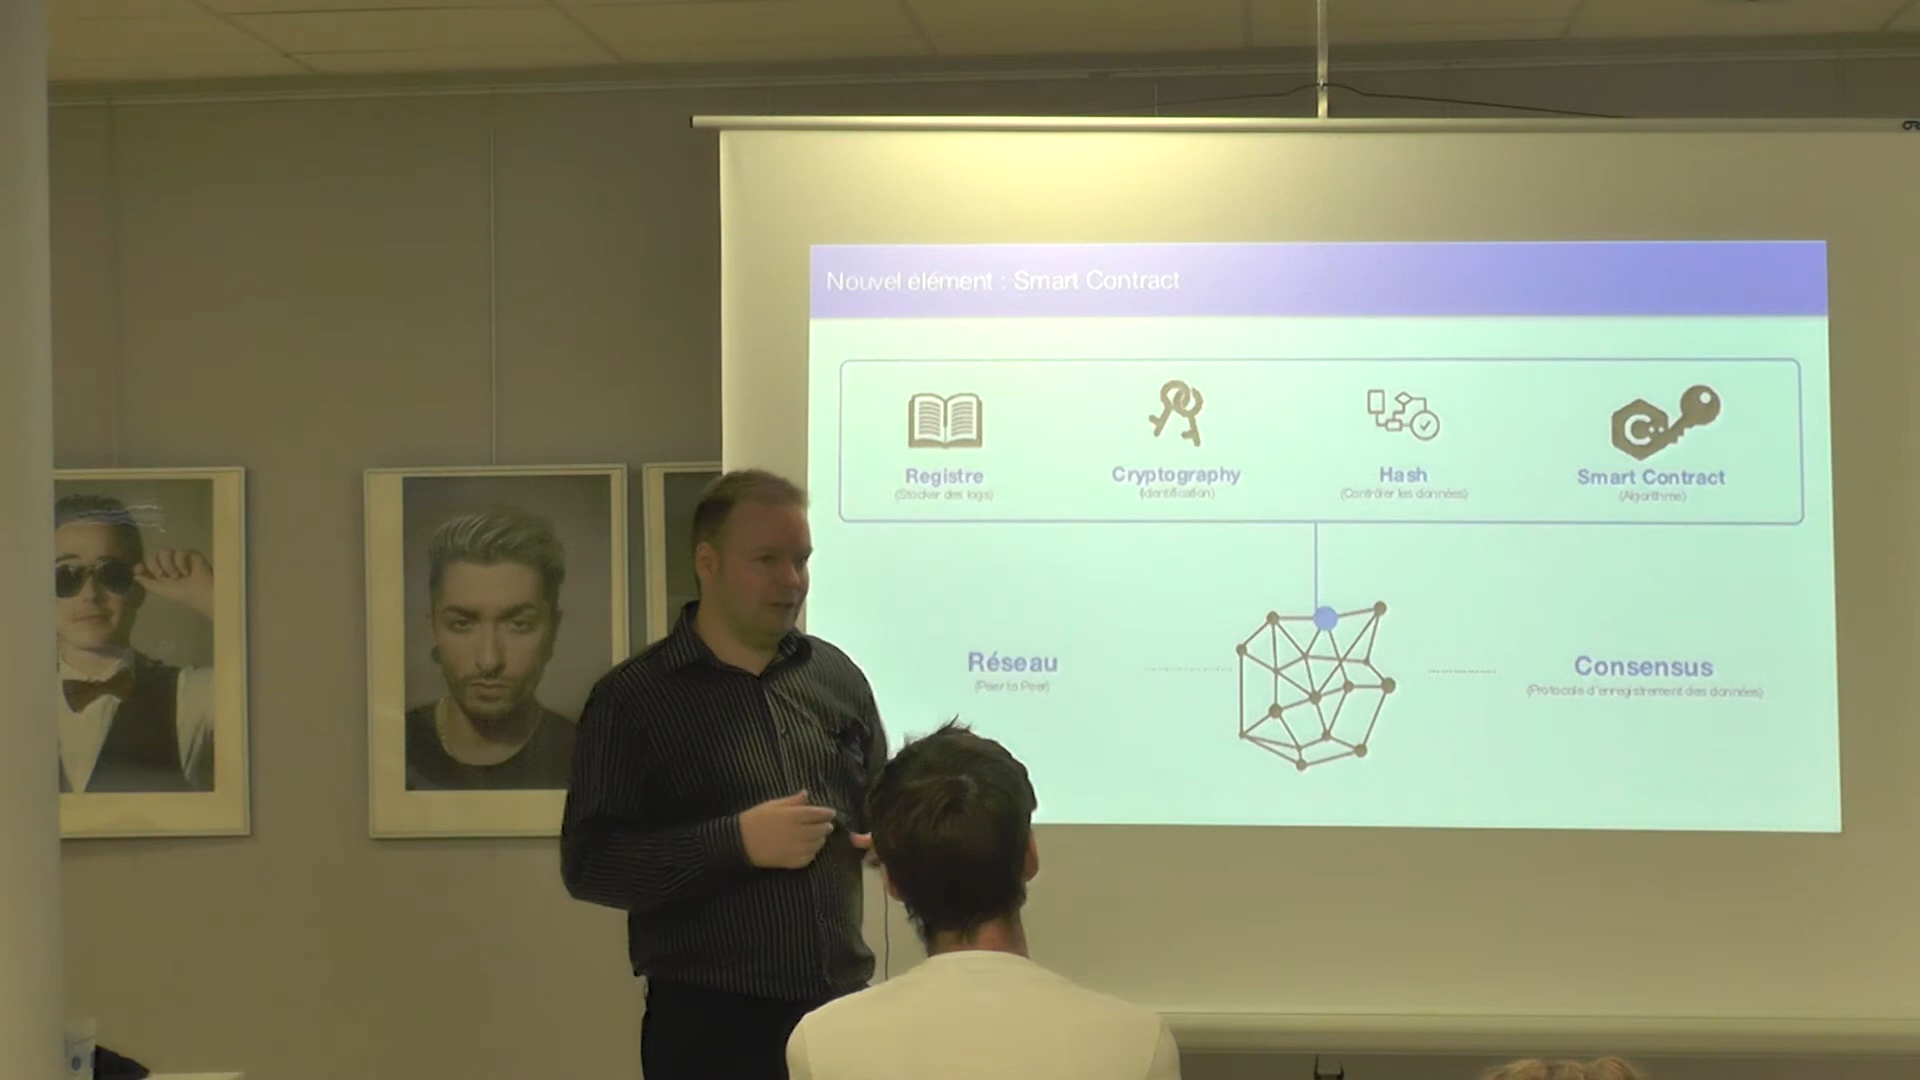 Nouvel élément : Smart Contract
Registre
(Stocker des logs)
Cryptography
(Identification)
Hash
(Contrôler les données)
Smart Contract
(Algorithme)
Réseau
(Peer to Peer)
Consensus
(Protocole d'enregistrement des données)